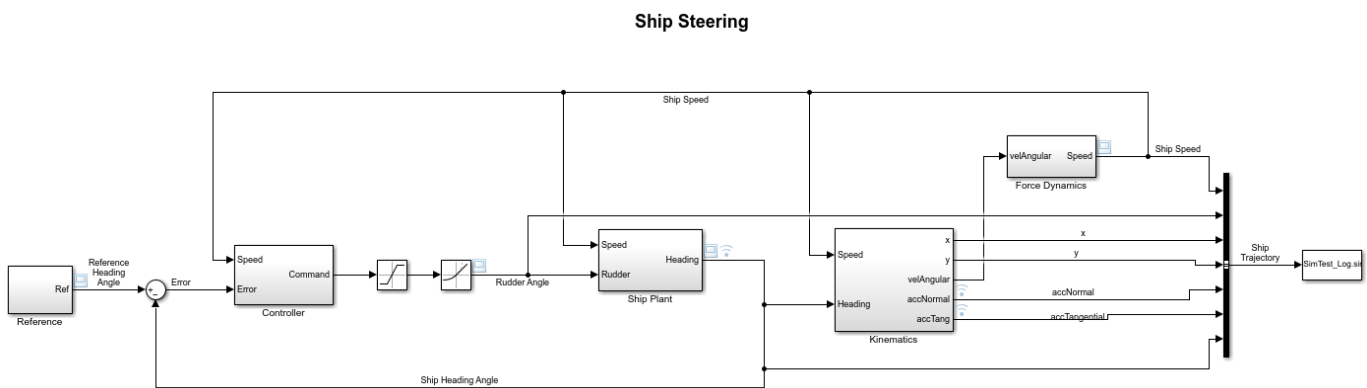 Ship Steering
Ship Speed
velAngular
Speed
Ship Speed
Force Dynamics
Reference
Heading
Angle
Ref
Reference
Error
Speed
Error
Command
Controller
Rudder Angle
Speed
Rudder
Heading
Ship Plant
Speed
Heading
x
y
velAngular
accNormal
accTang
Kinematics
x
y
accNormal
accTangential
Ship
Trajectory
SimTest_Log.sim
Ship Heading Angle